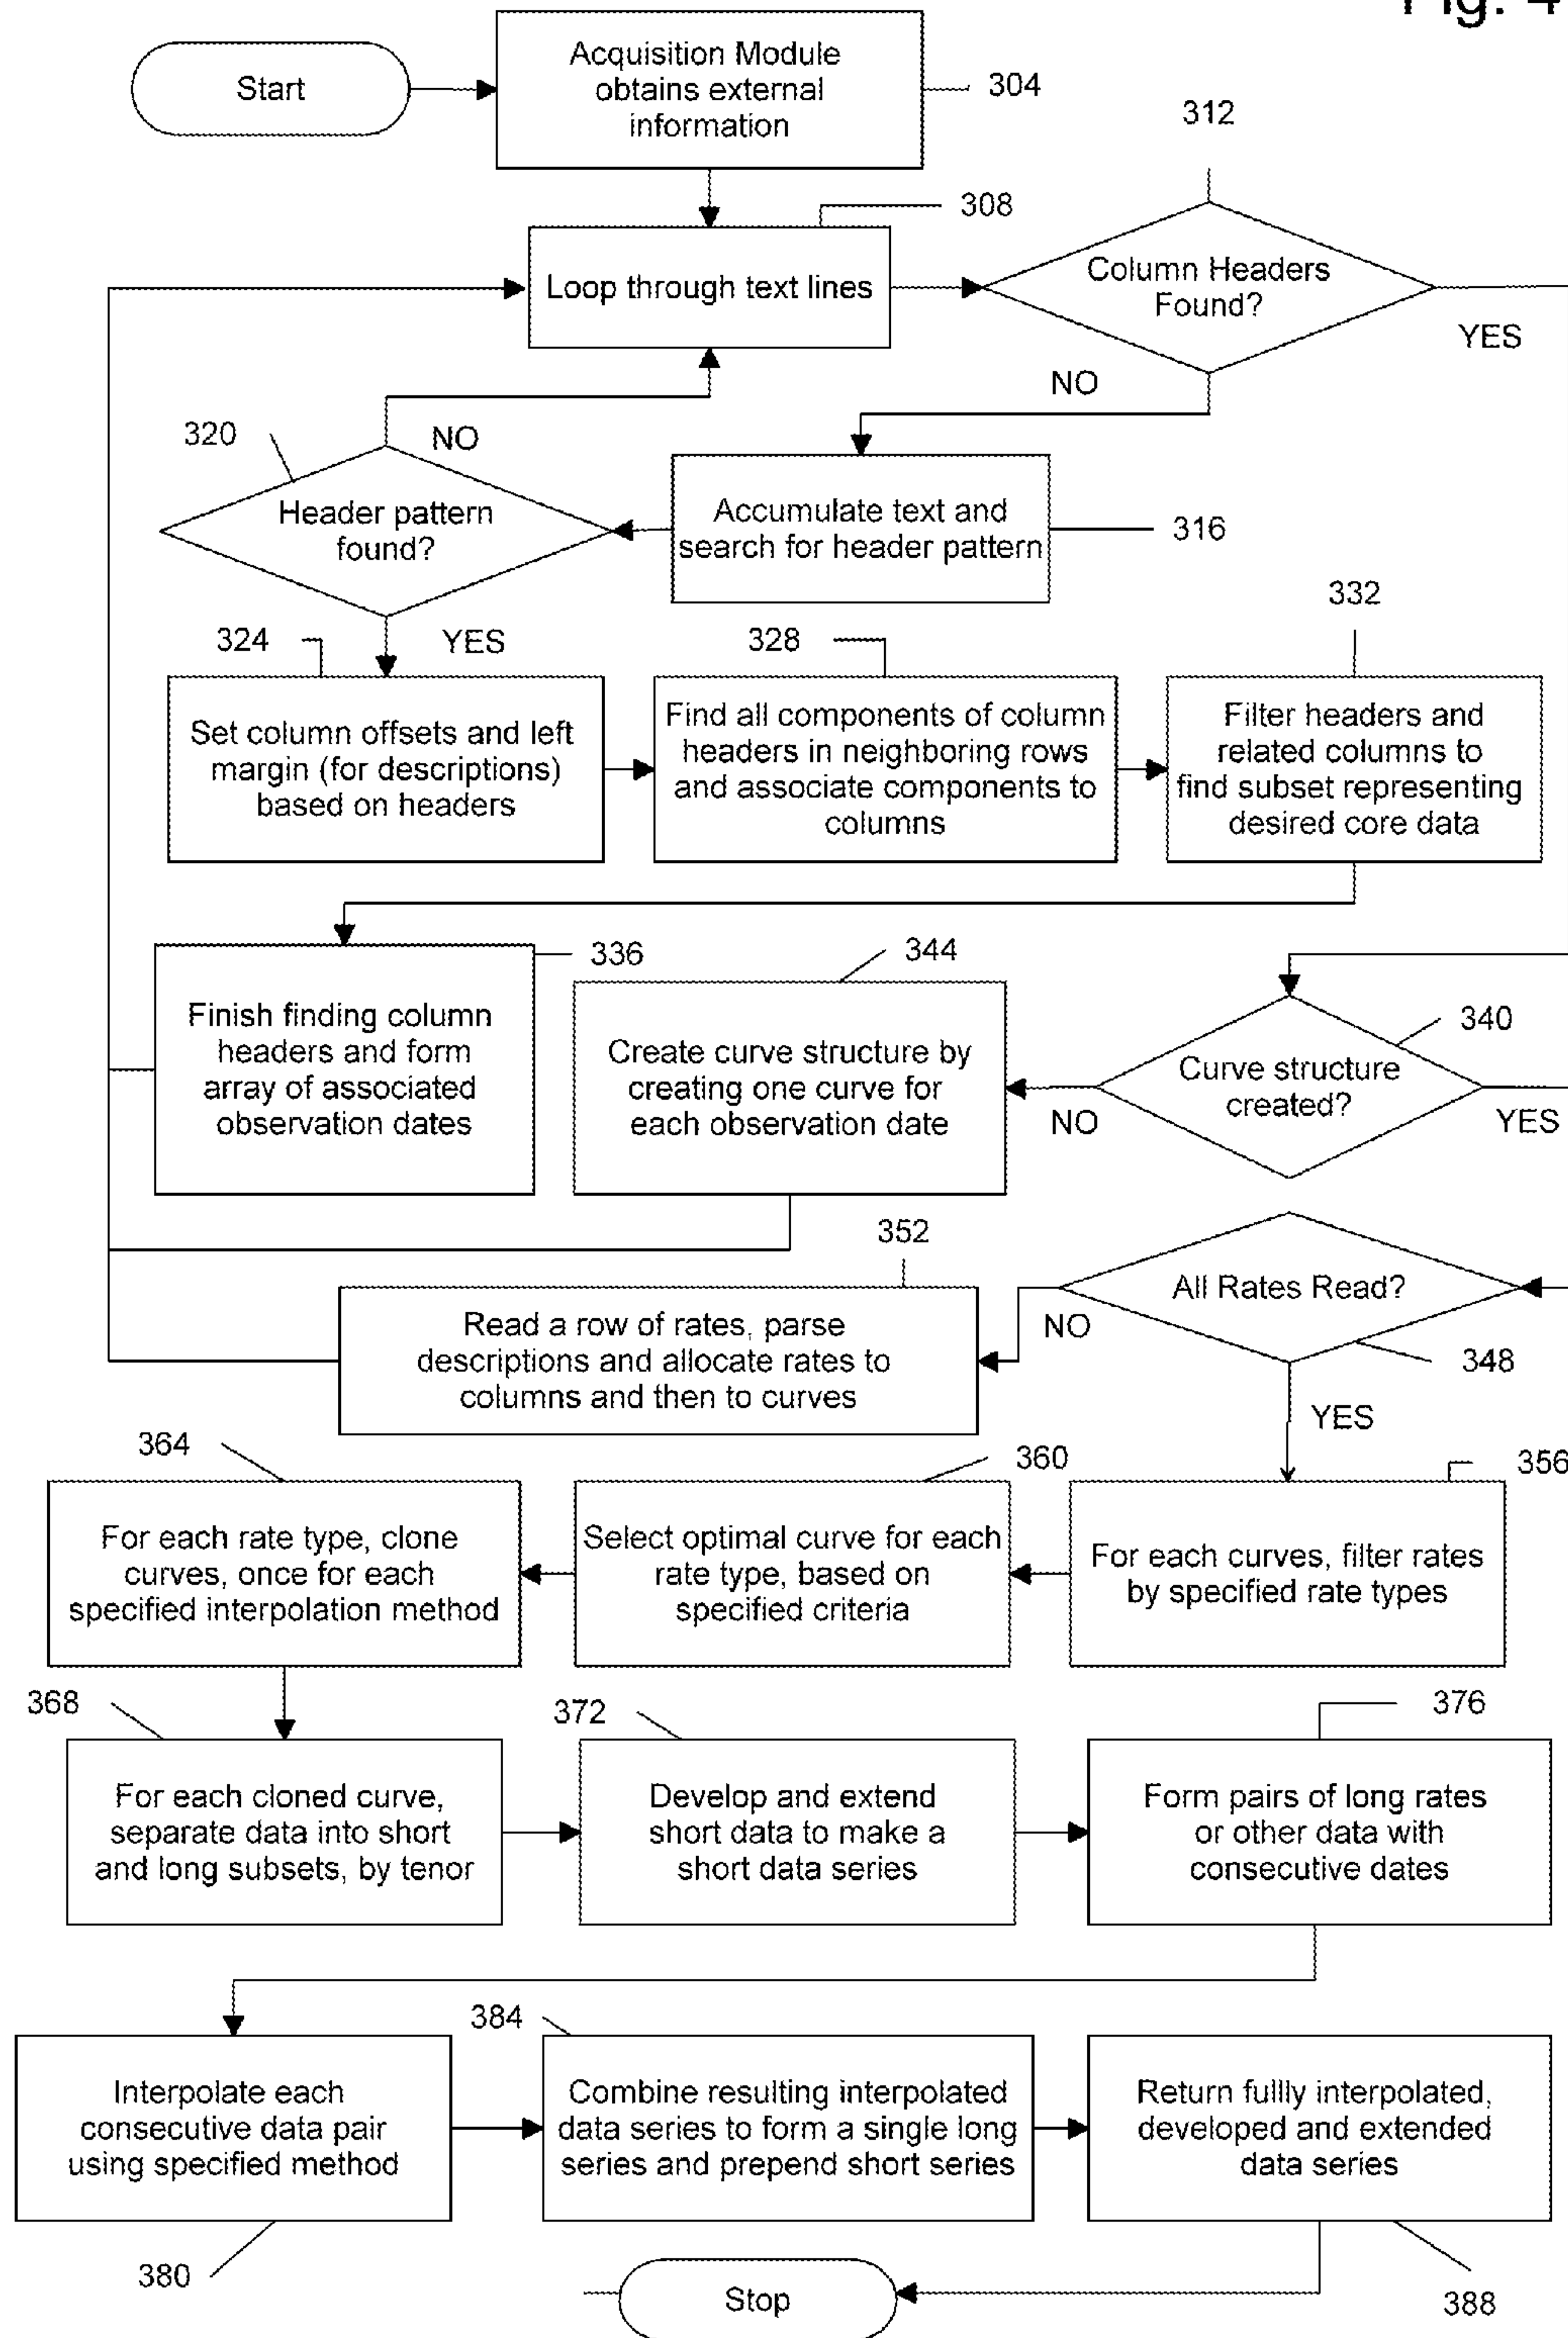 Fig. 4
Start
Acquisition Module
obtains external
information
304
312
308
Loop through text lines
Column Headers
Found?
YES
NO
320
NO
Header pattern
found?
Accumulate text and
search for header pattern
316
332
324
YES
328
Set column offsets and left
margin (for descriptions)
based on headers
Find all components of column
headers in neighboring rows
and associate components to
columns
Filter headers and
related columns to
find subset representing
desired core data
336
344
Finish finding column
headers and form
array of associated
observation dates
Create curve structure by
creating one curve for
each observation date
340
Curve structure
created?
NO
YES
352
All Rates Read?
NO
Read a row of rates, parse
descriptions and allocate rates to
columns and then to curves
348
YES
364
360
356
For each rate type, clone
curves, once for each
specified interpolation method
Select optimal curve for each
rate type, based on
specified criteria
For each curves, filter rates
by specified rate types
368
372
376
For each cloned curve,
separate data into short
and long subsets, by tenor
Develop and extend
short data to make a
short data series
Form pairs of long rates
or other data with
consecutive dates
384
Interpolate each
consecutive data pair
using specified method
Combine resulting interpolated
data series to form a single long
series and prepend short series
Return fullly interpolated,
developed and extended
data series
380
Stop
388